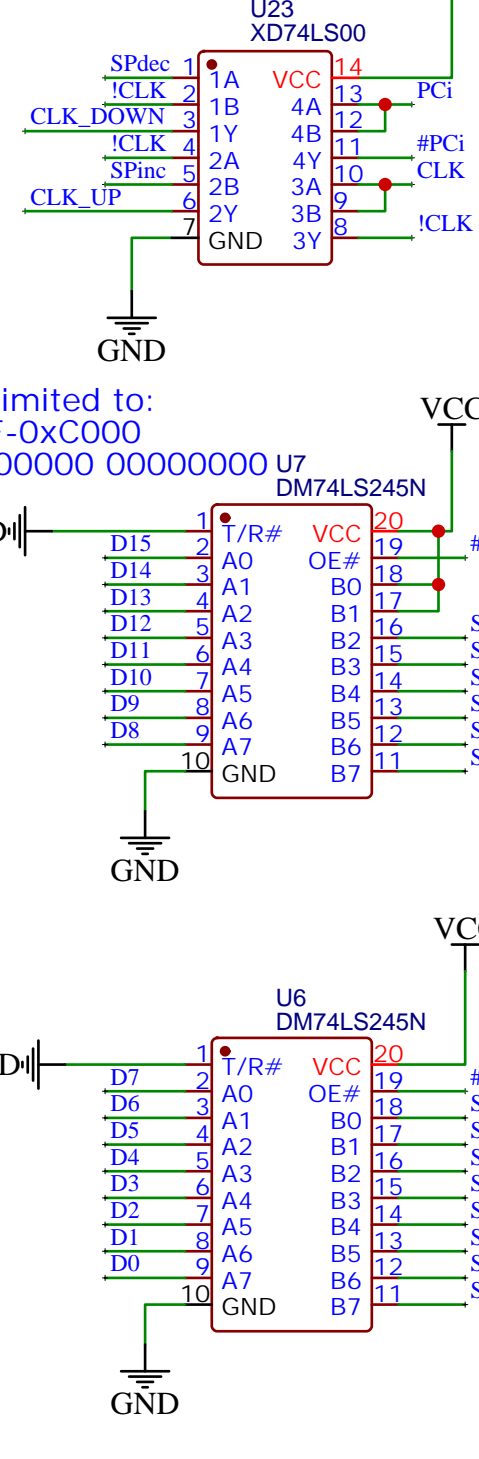 U23
XD74LS00
SPdec 1 1A VCC 14
!CLK 2 1B 4A 13 PCi
CLK_DOWN 3 1Y 4B 12
!CLK 4 2A 4Y 11 #PCi
SPinc 5 2B 3A 10 CLK
CLK_UP 6 2Y 3B 9
7 GND 3Y 8 !CLK
GND
imited to:
-0xC000
00000 00000000
VCC
U7
DM74LS245N
1 T/R# VCC 20
D15 2 A0 OE# 19 #
D14 3 A1 B0 18
D13 4 A2 B1 17
D12 5 A3 B2 16 S
D11 6 A4 B3 15 S
D10 7 A5 B4 14 S
D9 8 A6 B5 13 S
D8 9 A7 B6 12 S
10 GND B7 11 S
GND
VCC
U6
DM74LS245N
D 1 T/R# VCC 20
D7 2 A0 OE# 19 #
D6 3 A1 B0 18 S
D5 4 A2 B1 17 S
D4 5 A3 B2 16 S
D3 6 A4 B3 15 S
D2 7 A5 B4 14 S
D1 8 A6 B5 13 S
D0 9 A7 B6 12 S
10 GND B7 11 S
GND